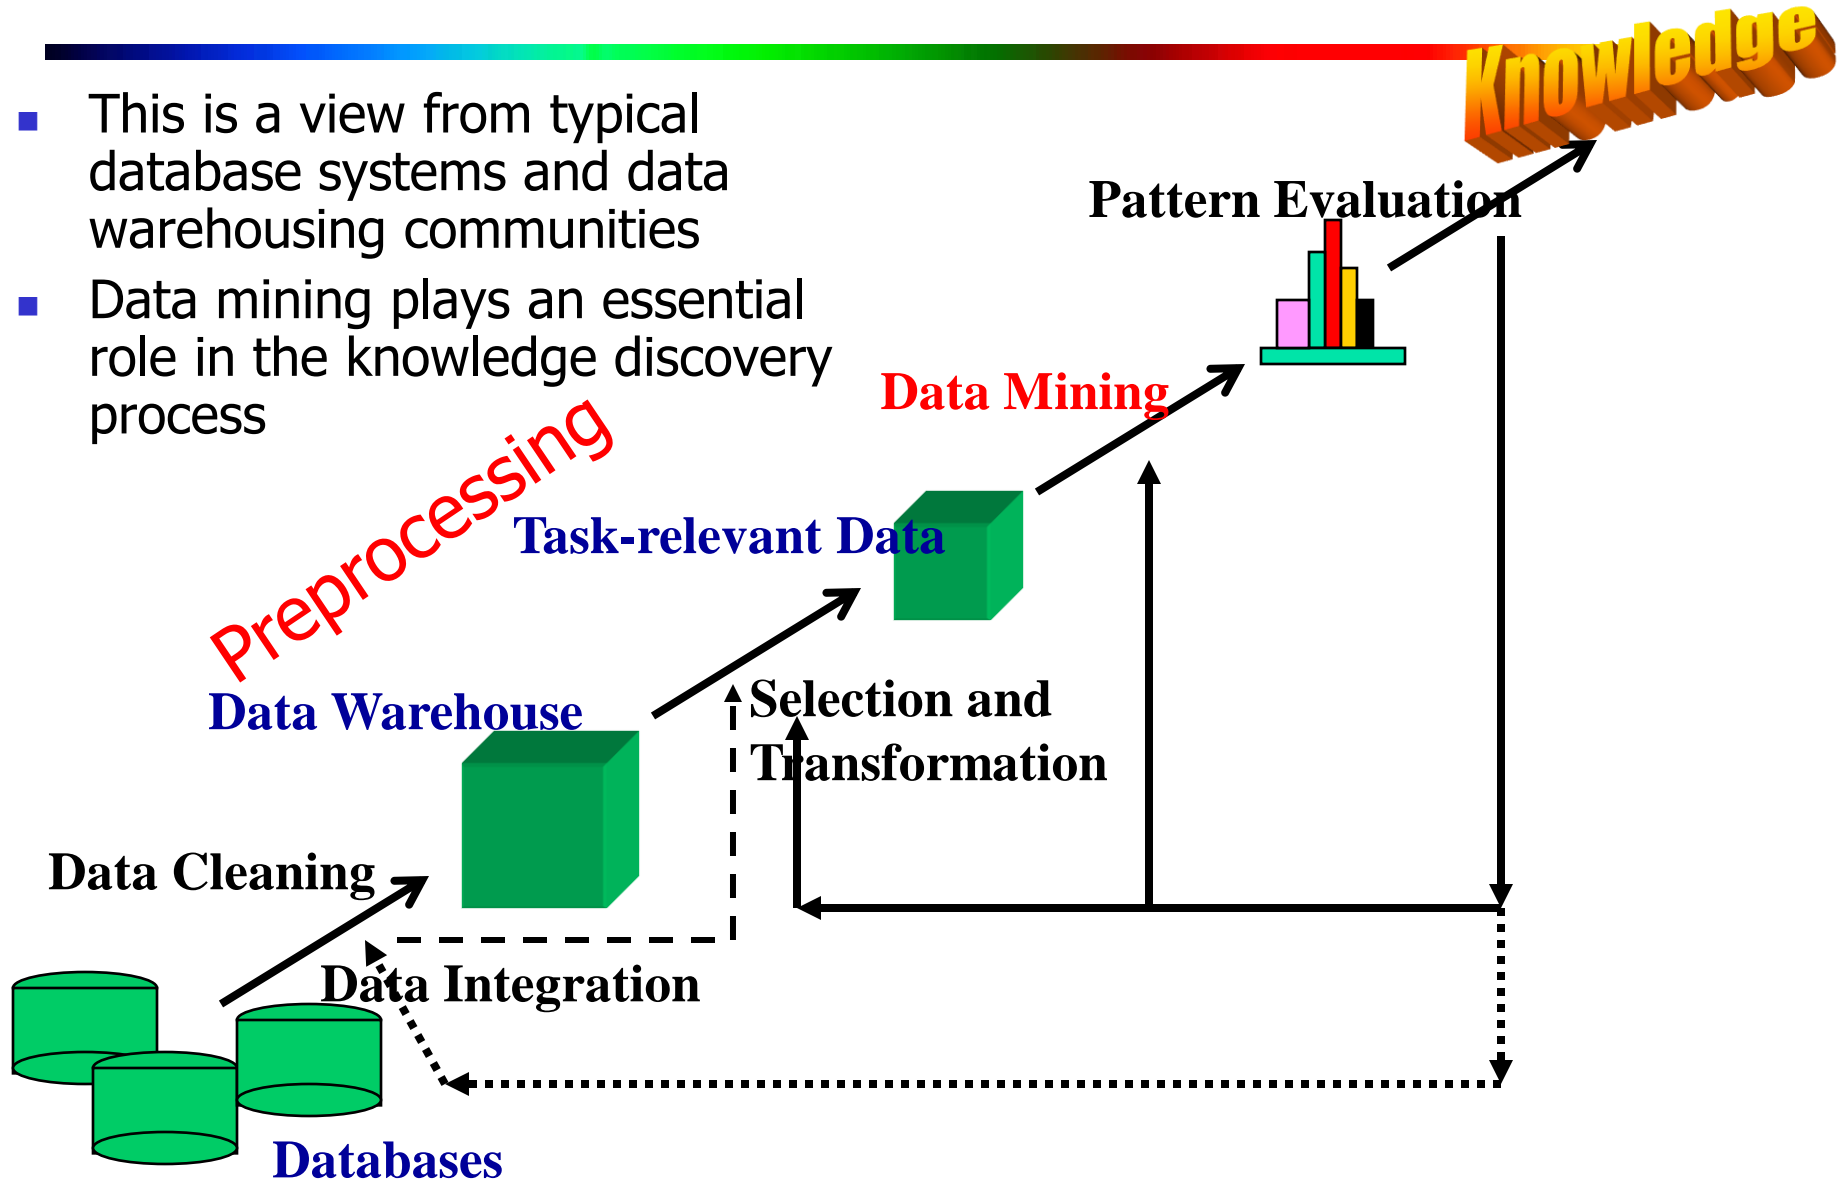 Knowledge
This is a view from typical
database systems and data
warehousing communities
Data mining plays an essential
role in the knowledge discovery
process
Pattern Evaluation
Data Mining
Preprocessing
Task-relevant Data
Data Warehouse
Selection and
Transformation
Data Cleaning
Data Integration
Databases